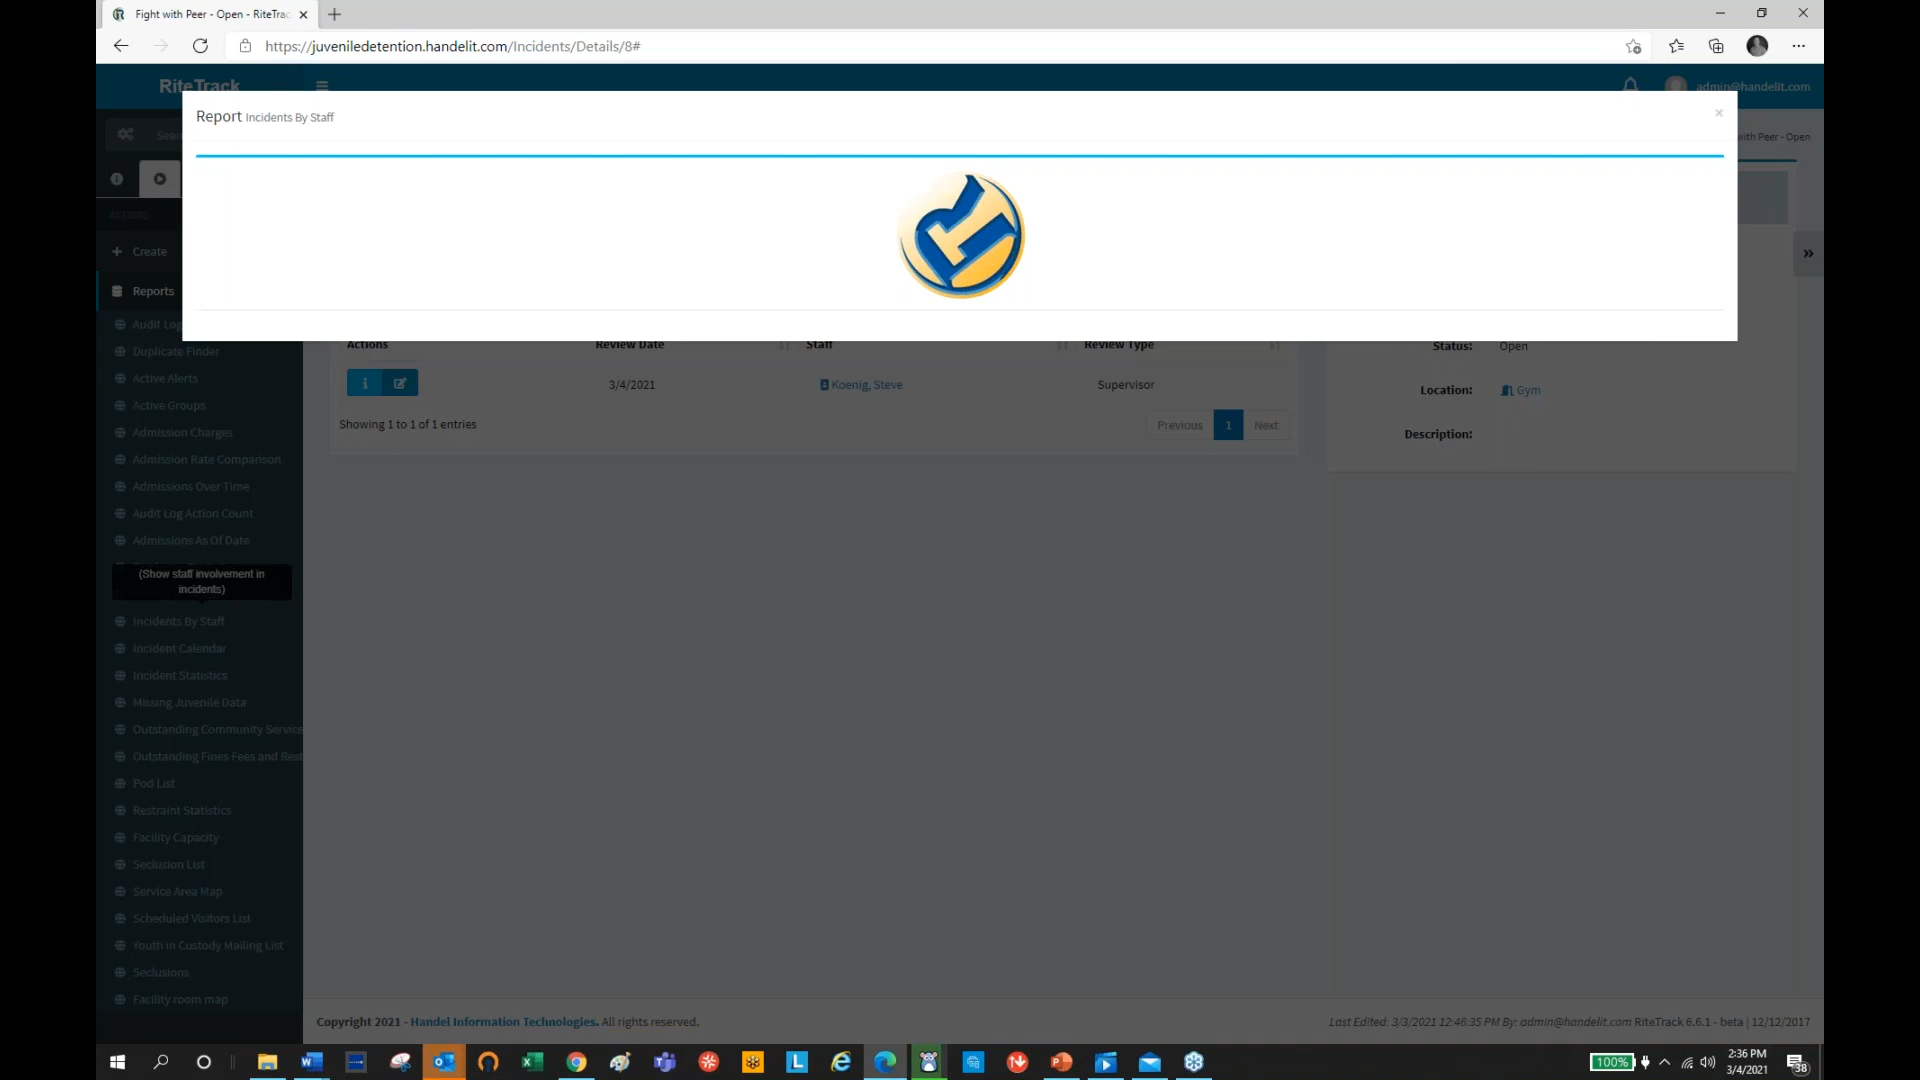 Fight with Peer - Open - RiteTrac
https://juveniledetention.handelit.com/Incidents/Details/8#
RiteTrack
admin@handelit.com
Report Incidents By Staff
×
Sear
with Peer - Open
ACTIONS
Create
Reports
Audit Log
Duplicate Finder
Active Alerts
Active Groups
Admission Charges
Admission Rate Comparison
Admissions Over Time
Audit Log Action Count
Admissions As Of Date
(Show staff involvement in
incidents)
Incidents By Staff
Incident Calendar
Incident Statistics
Missing Juvenile Data
Outstanding Community Service
Outstanding Fines Fees and Rest
Pod List
Restraint Statistics
Facility Capacity
Seclusion List
Service Area Map
Scheduled Visitors List
Youth in Custody Mailing List
Seclusions
Facility room map
Actions Review Date Staff Review Type
3/4/2021 Koenig, Steve Supervisor
Showing 1 to 1 of 1 entries
Previous 1 Next
Status: Open
Location: Gym
Description:
Copyright 2021 - Handel Information Technologies. All rights reserved.
Last Edited: 3/3/2021 12:46:35 PM By: admin@handelit.com RiteTrack 6.6.1 - beta | 12/12/2017
100%
2:36 PM
3/4/2021
38